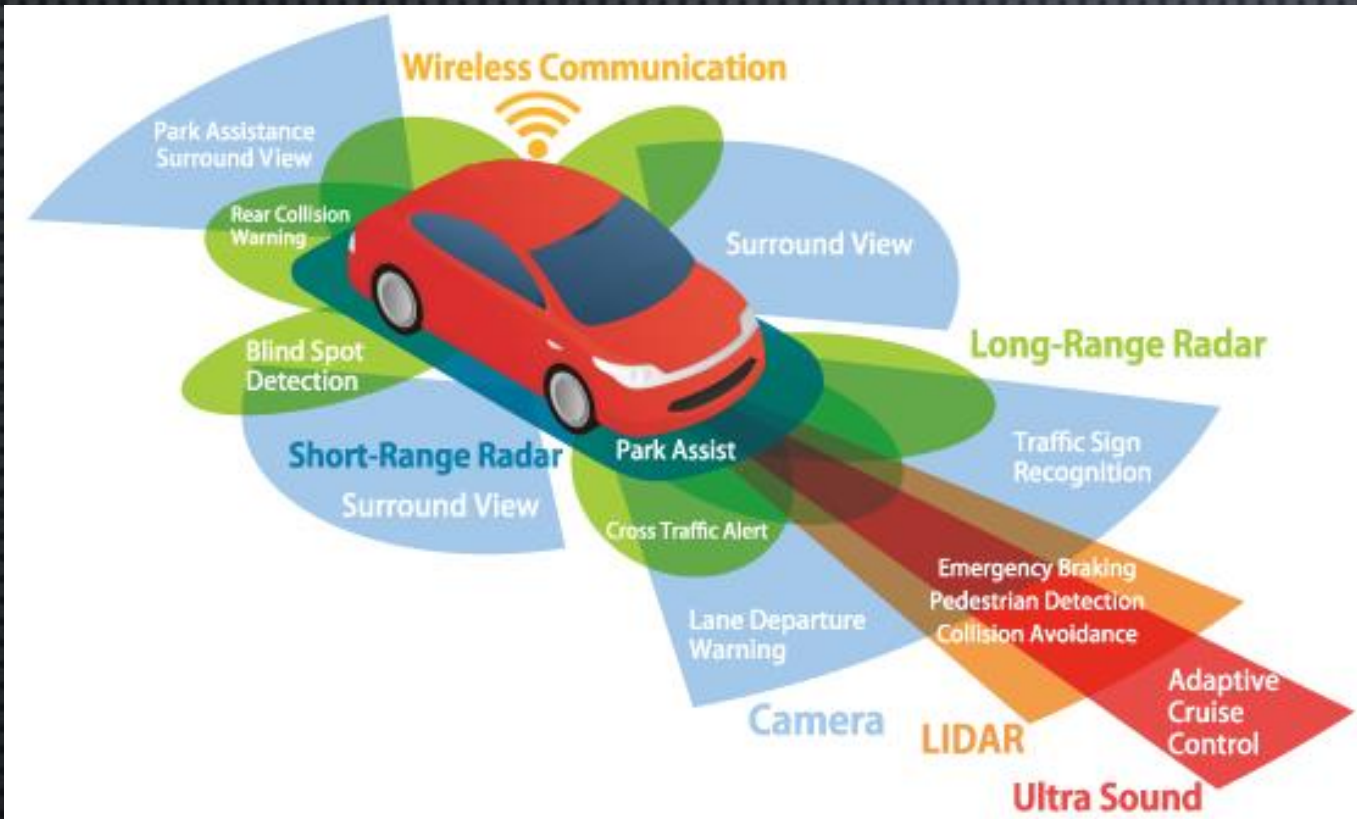 Wireless Communication
Park Assistance
Surround View
Rear Collision
Warning
Surround View
Blind Spot
Detection
Long-Range Radar
Short-Range Radar
Park Assist
Traffic Sign
Recognition
Surround View
Cross Traffic Alert
Emergency Braking
Pedestrian Detection
Collision Avoidance
Lane Departure
Warning
Adaptive
Cruise
Control
Camera
LIDAR
Ultra Sound